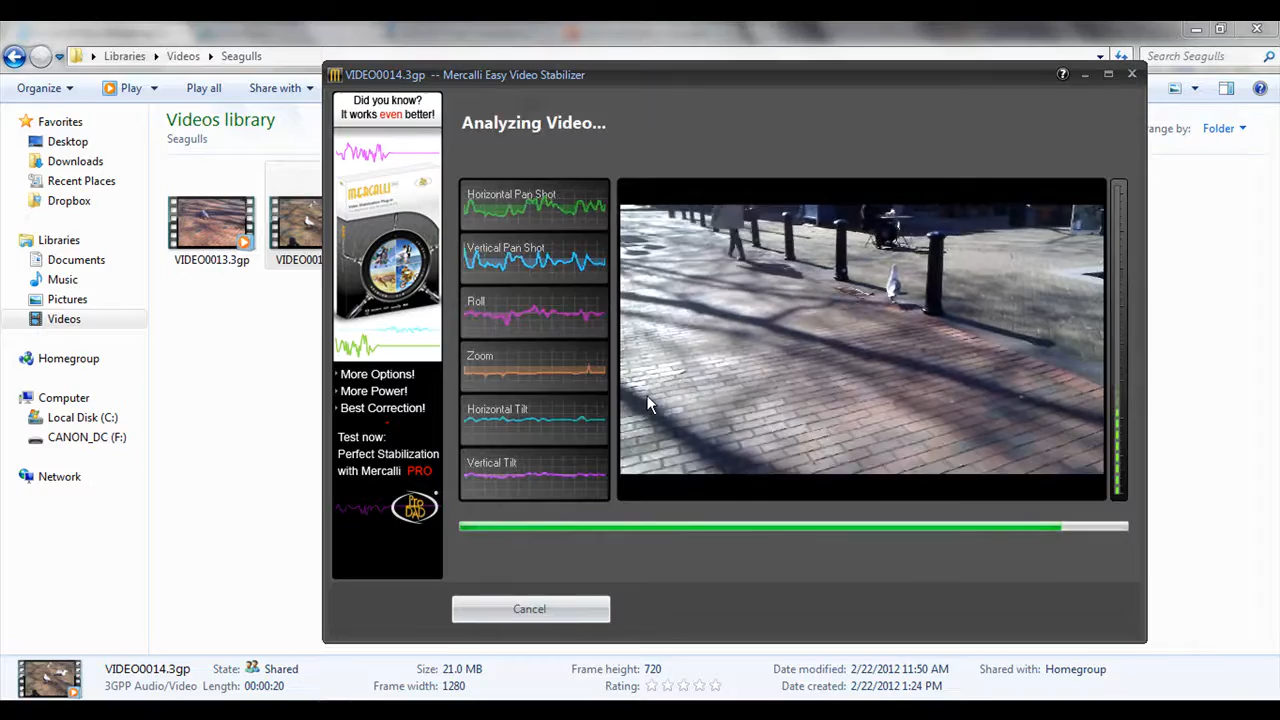 Libraries Videos Seagulls
Search Seagulls
Organize Play Play all Share with
Favorites
Desktop
Downloads
Recent Places
Dropbox
Libraries
Documents
Music
Pictures
Videos
Homegroup
Computer
Local Disk (C:)
CANON_DC (F:)
Network
Videos library
Seagulls
nge by: Folder
VIDEO0013.3gp
VIDEO001
VIDEO0014.3gp -- Mercalli Easy Video Stabilizer
Did you know?
It works even better!
MERCALLI
More Options!
More Power!
Best Correction!
Test now:
Perfect Stabilization
with Mercalli PRO
pro
DAD
Analyzing Video...
Horizontal Pan Shot
Vertical Pan Shot
Roll
Zoom
Horizontal Tilt
Vertical Tilt
Cancel
VIDEO0014.3gp State: Shared Size: 21.0 MB Frame height: 720 Date modified: 2/22/2012 11:50 AM Shared with: Homegroup
3GPP Audio/Video Length: 00:00:20 Frame width: 1280 Rating: Date created: 2/22/2012 1:24 PM